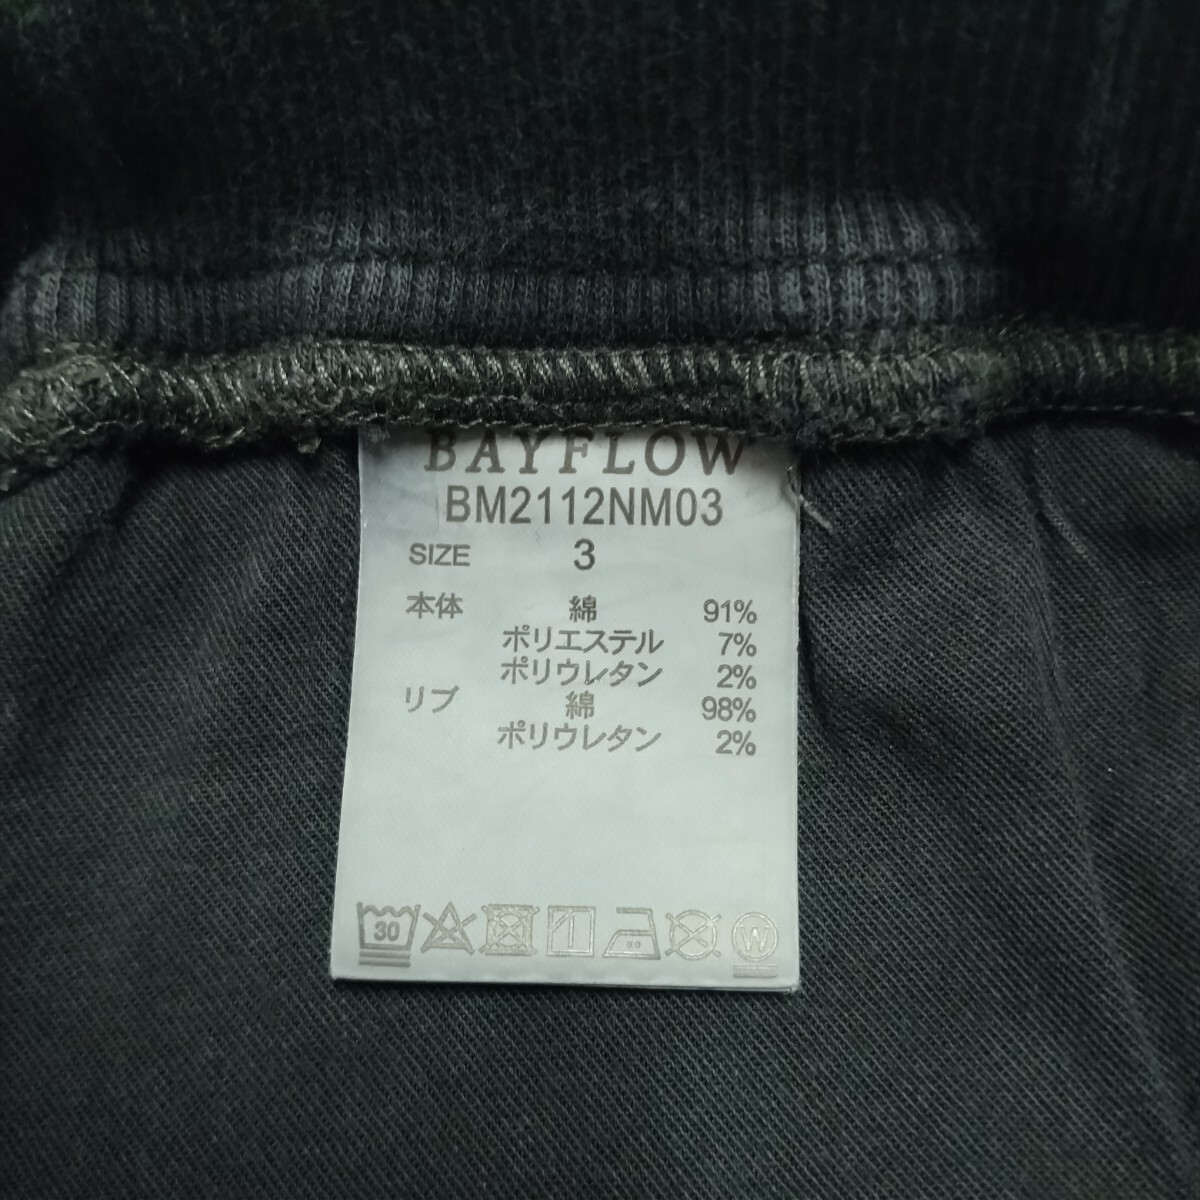 BAYFLOW
BM2112NM03
SIZE 3
本体 綿 91%
ポリエステル 7%
ポリウレタン 2%
リブ 綿 98%
ポリウレタン 2%
30 W